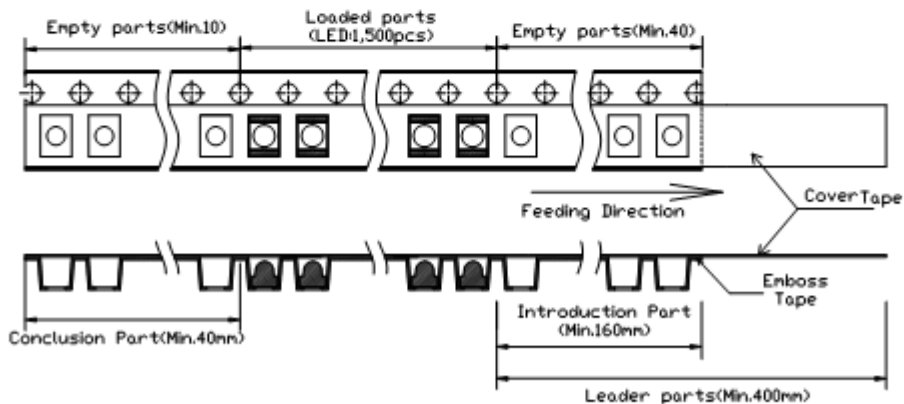 Empty parts(Min.10)
Loaded parts
(LED:1,500pcs)
Empty parts(Min.40)
Feeding Direction
Cover Tape
Emboss
Tape
Introduction Part
(Min.160mm)
Conclusion Part(Min.40mm)
Leader parts(Min.400mm)